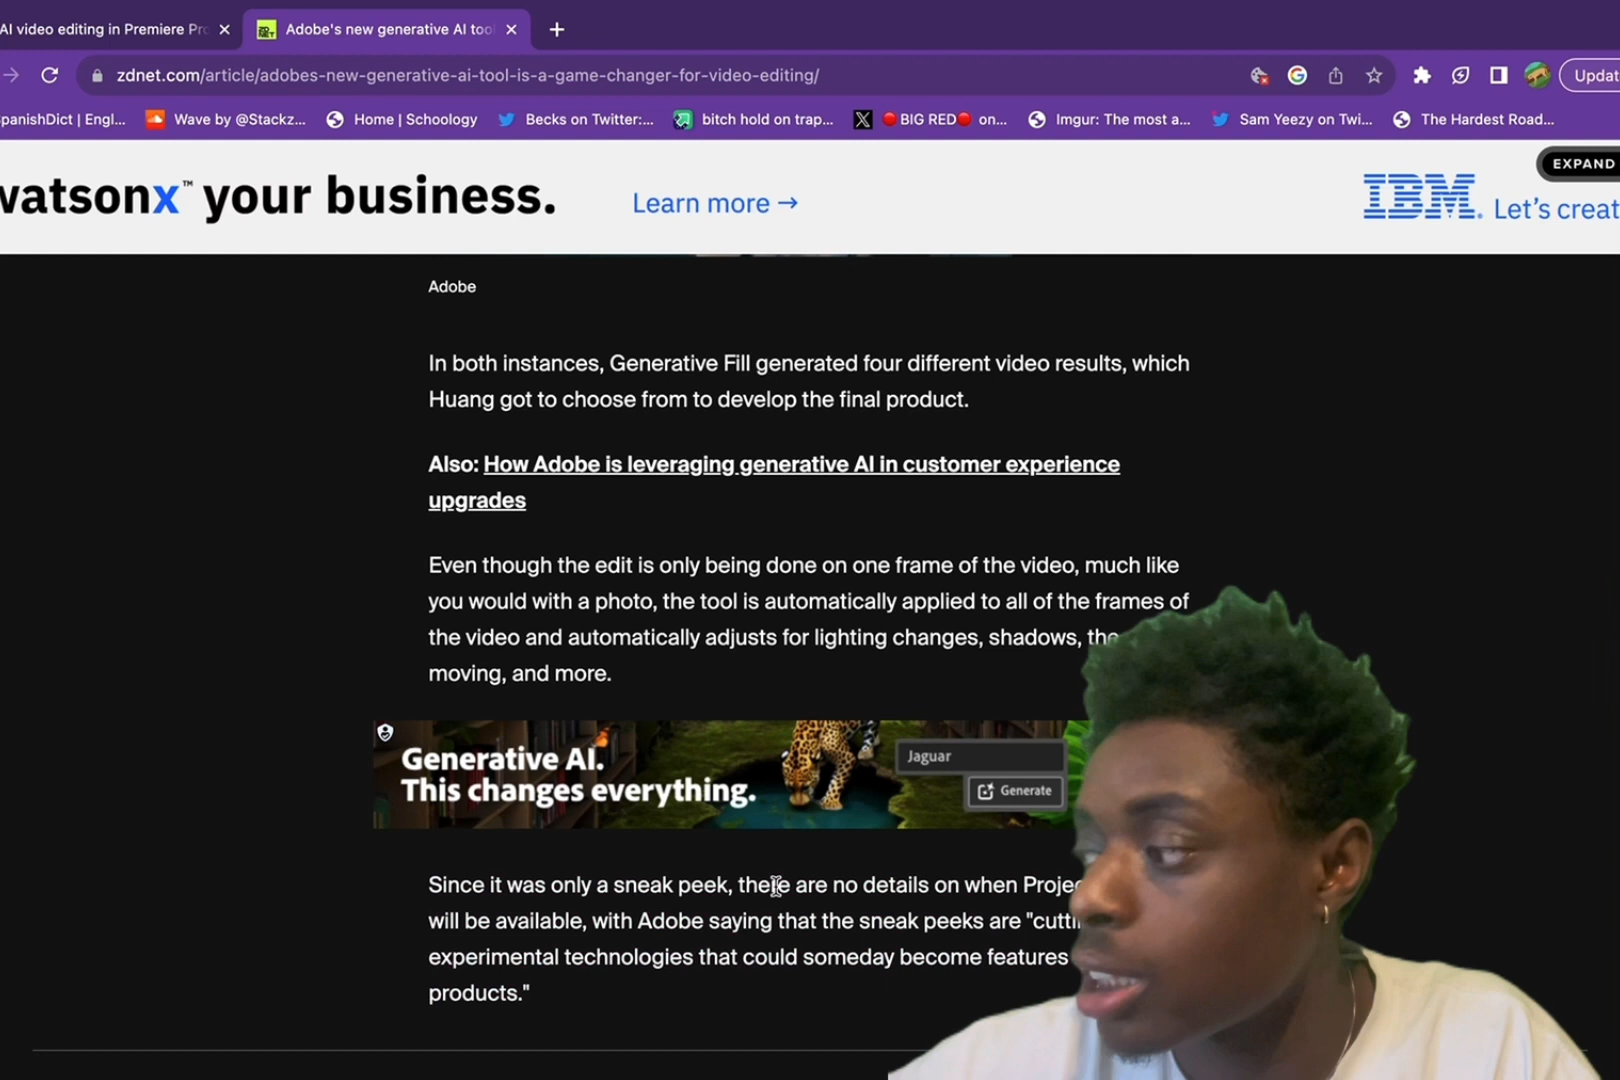 AI video editing in Premiere Pr
Adobe's new generative AI tool
zdnet.com/article/adobes-new-generative-ai-tool-is-a-game-changer-for-video-editing/
Updat
SpanishDict | Engl...
Wave by @Stackz...
Home | Schoology
Becks on Twitter:...
bitch hold on trap...
🔴BIG RED🔴 on...
Imgur: The most a...
Sam Yeezy on Twi...
The Hardest Road...
watsonx™ your business.
Learn more →
IBM.
Let's creat
EXPAND
Adobe
In both instances, Generative Fill generated four different video results, which
Huang got to choose from to develop the final product.
Also: How Adobe is leveraging generative AI in customer experience
upgrades
Even though the edit is only being done on one frame of the video, much like
you would with a photo, the tool is automatically applied to all of the frames of
the video and automatically adjusts for lighting changes, shadows, the
moving, and more.
Generative AI.
This changes everything.
Jaguar
Generate
Since it was only a sneak peek, there are no details on when Projec
will be available, with Adobe saying that the sneak peeks are "cutti
experimental technologies that could someday become features
products."